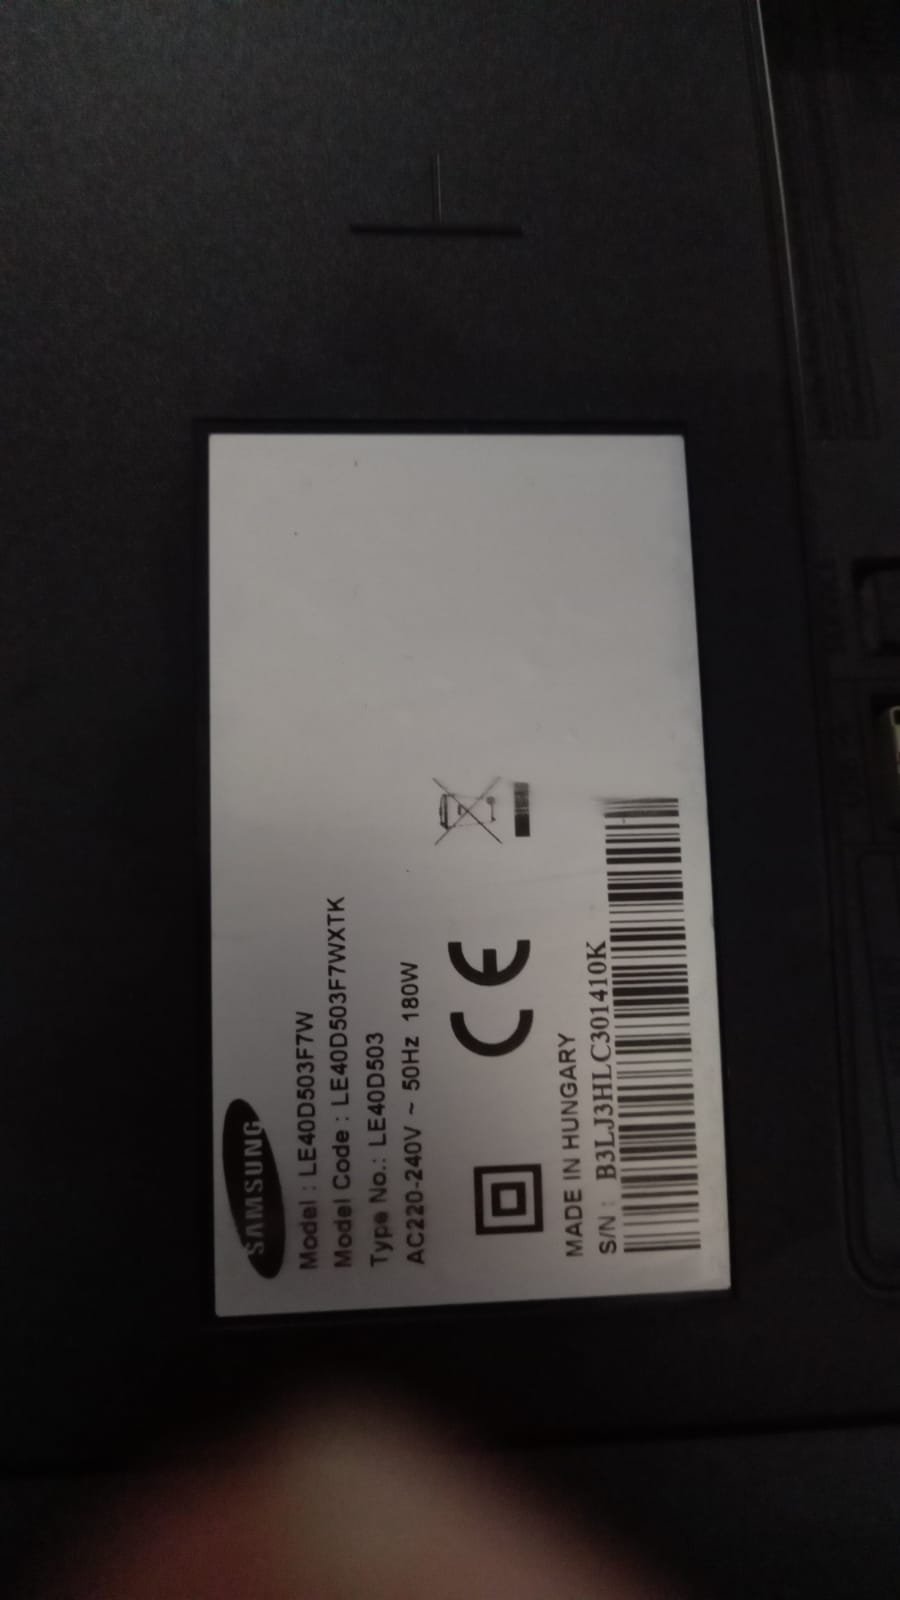 SAMSUNG
Model : LE40D503F7W
Model Code : LE40D503F7WXTK
Type No.: LE40D503
AC220-240V ~ 50Hz 180W
CE
MADE IN HUNGARY
S/N : B3LJ3HLC301410K